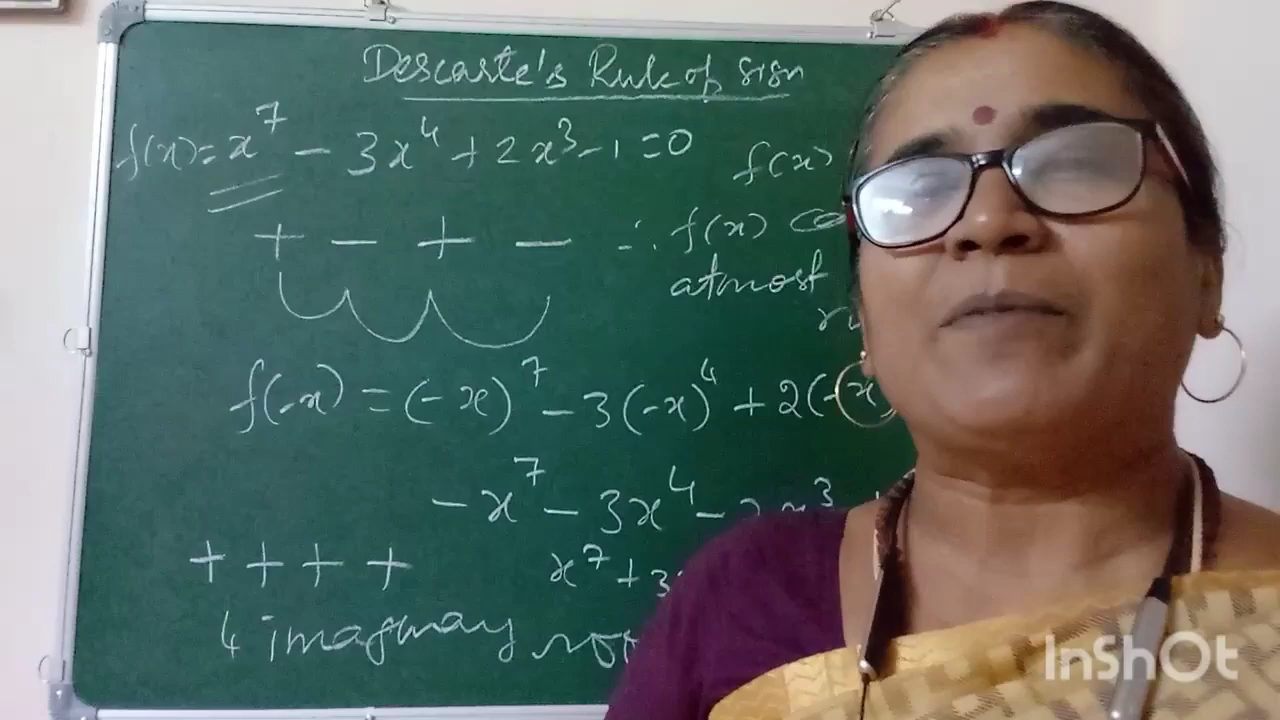 Descarte's Rule of sign
f(x) = x⁷ - 3x⁴ + 2x³ - 1 = 0
f(x)
+ - + -
∴ f(x)
atmost
f(-x) = (-x)⁷ - 3(-x)⁴ + 2(-x)
-x⁷ - 3x⁴ - 2x³
+ + + +
x⁷ + 3
4 imaginary
InShOt